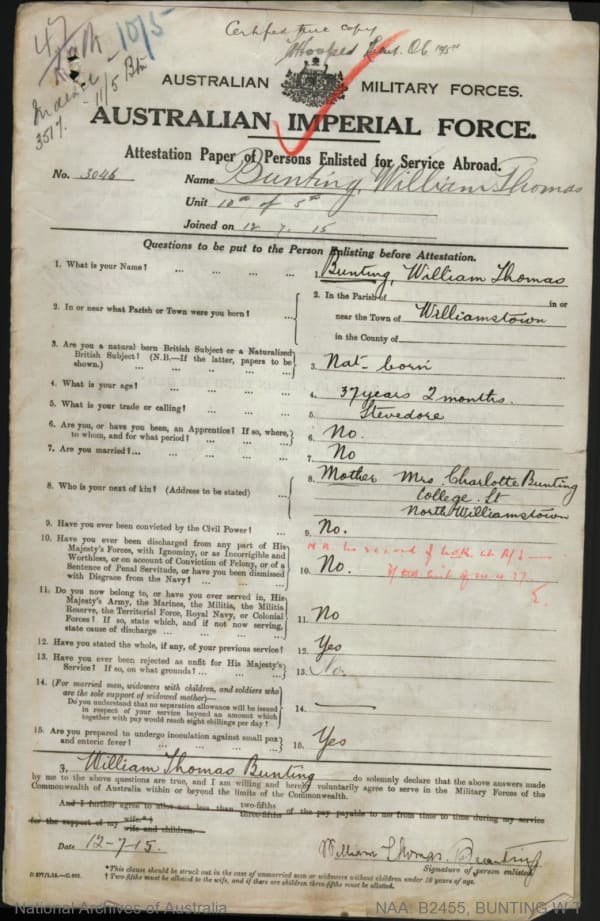 Certified true copy
47
10/5
11/5 Btn
3517.
AUSTRALIAN MILITARY FORCES.
AUSTRALIAN IMPERIAL FORCE.
Attestation Paper of Persons Enlisted for Service Abroad.
No. 3046 Name Bunting William Thomas
Unit 10th of 5th
Joined on 12 7 15
Questions to be put to the Person Enlisting before Attestation.
1. What is your Name? ... ... ... ... 1. Bunting, William Thomas
2. In or near what Parish or Town were you born? ... 2. In the Parish of in or
near the Town of Williamstown
in the County of
3. Are you a natural born British Subject or a Naturalized
British Subject? (N.B.—If the latter, papers to be
shown.) ... ... ... ... 3. Nat- born
4. What is your age? ... ... ... ... 4. 37 years 2 months.
5. What is your trade or calling? ... ... ... 5. Stevedore
6. Are you, or have you been, an Apprentice? If so, where,
to whom, and for what period? ... ... 6. No.
7. Are you married?... ... ... ... 7. No
8. Who is your next of kin? (Address to be stated) ... 8. Mother Mrs. Charlotte Bunting
College St
North Williamstown
9. Have you ever been convicted by the Civil Power? ... 9. No.
10. Have you ever been discharged from any part of His
Majesty's Forces, with Ignominy, or as Incorrigible and
Worthless, or on account of Conviction of Felony, or of a
Sentence of Penal Servitude, or have you been dismissed
with Disgrace from the Navy? ... ... 10. No.
11. Do you now belong to, or have you ever served in, His
Majesty's Army, the Marines, the Militia, the Militia
Reserve, the Territorial Force, Royal Navy, or Colonial
Forces? If so, state which, and if not now serving,
state cause of discharge ... ... 11. No
12. Have you stated the whole, if any, of your previous service? 12. Yes
13. Have you ever been rejected as unfit for His Majesty's
Service? If so, on what grounds? ... ... 13. No.
14. (For married men, widowers with children, and soldiers who
are the sole support of widowed mother)—
Do you understand that no separation allowance will be issued
in respect of your service beyond an amount which
together with pay would reach eight shillings per day? 14.
15. Are you prepared to undergo inoculation against small pox
and enteric fever? ... ... ... 15. Yes
I, William Thomas Bunting do solemnly declare that the above answers made
by me to the above questions are true, and I am willing and hereby voluntarily agree to serve in the Military Forces of the
Commonwealth of Australia within or beyond the limits of the Commonwealth.
And I further agree to allot not less than two-fifths
three-fifths of the pay payable to me from time to time during my service
for the support of my wife.*†
wife and children.
Date 12-7-15. William Thomas Bunting
Signature of person enlisted.
* This clause should be struck out in the case of unmarried men or widowers without children under 18 years of age.
† Two fifths must be allotted to the wife, and if there are children three-fifths must be allotted.
National Archives of Australia NAA: B2455, BUNTING W T